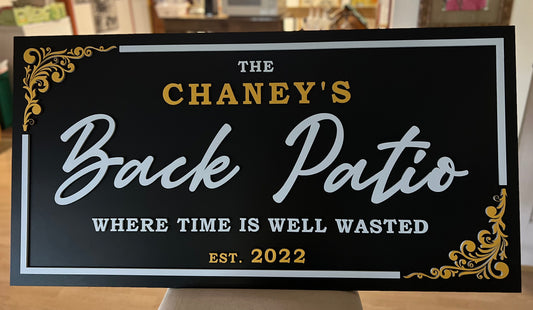 THE
CHANEY'S
Back Patio
WHERE TIME IS WELL WASTED
EST. 2022